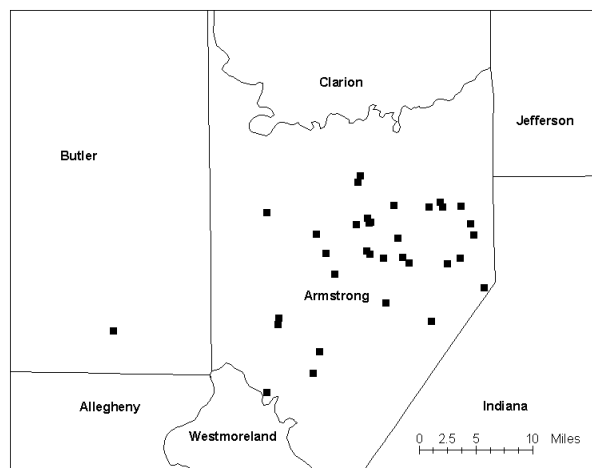 Clarion
Jefferson
Butler
Armstrong
Allegheny
Indiana
Westmoreland
0 2.5 5 10 Miles